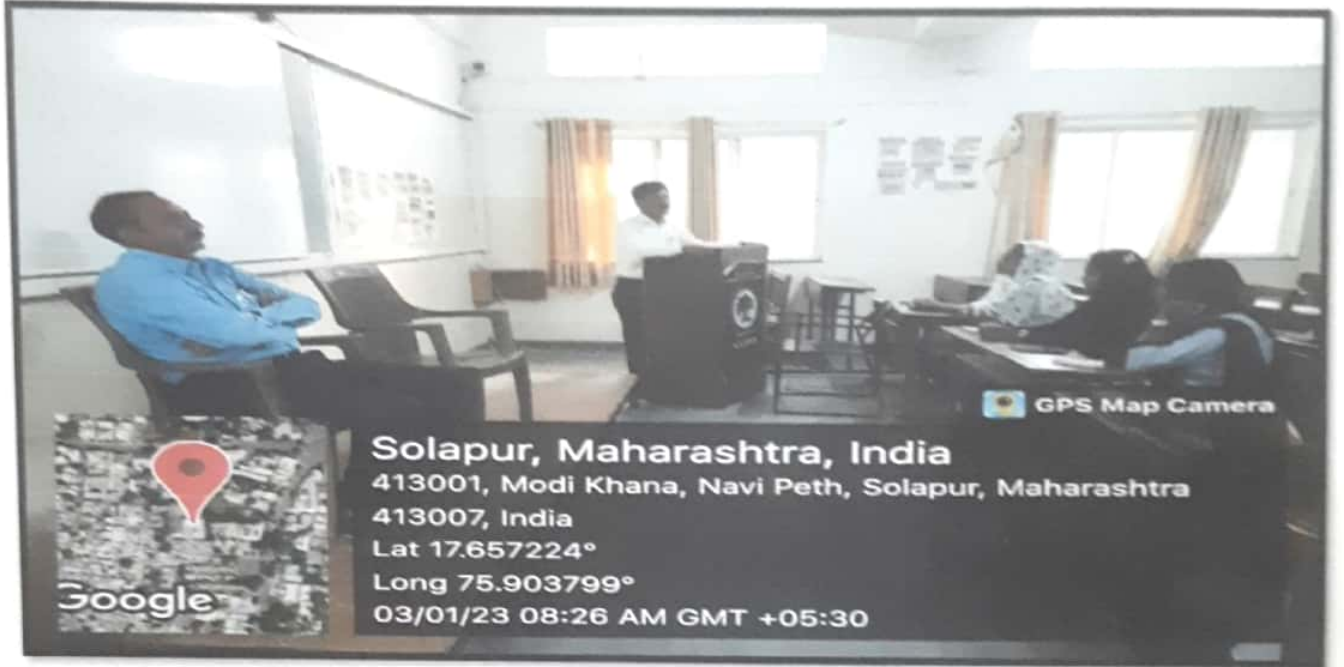 GPS Map Camera
Solapur, Maharashtra, India
413001, Modi Khana, Navi Peth, Solapur, Maharashtra
413007, India
Lat 17.657224°
Long 75.903799°
03/01/23 08:26 AM GMT +05:30
Google